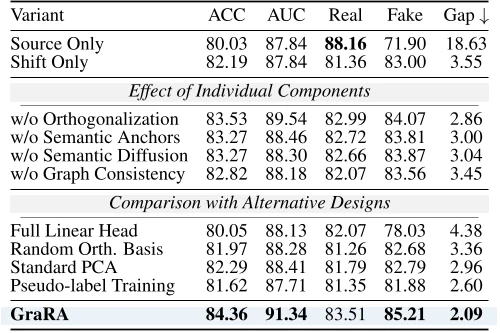 Variant ACC AUC Real Fake Gap ↓
Source Only 80.03 87.84 88.16 71.90 18.63
Shift Only 82.19 87.84 81.36 83.00 3.55
Effect of Individual Components
w/o Orthogonalization 83.53 89.54 82.99 84.07 2.86
w/o Semantic Anchors 83.27 88.46 82.72 83.81 3.00
w/o Semantic Diffusion 83.27 88.30 82.66 83.87 3.04
w/o Graph Consistency 82.82 88.18 82.07 83.56 3.45
Comparison with Alternative Designs
Full Linear Head 80.05 88.13 82.07 78.03 4.38
Random Orth. Basis 81.97 88.28 81.26 82.68 3.36
Standard PCA 82.29 88.41 81.79 82.79 2.96
Pseudo-label Training 81.62 87.71 81.35 81.88 2.60
GraRA 84.36 91.34 83.51 85.21 2.09